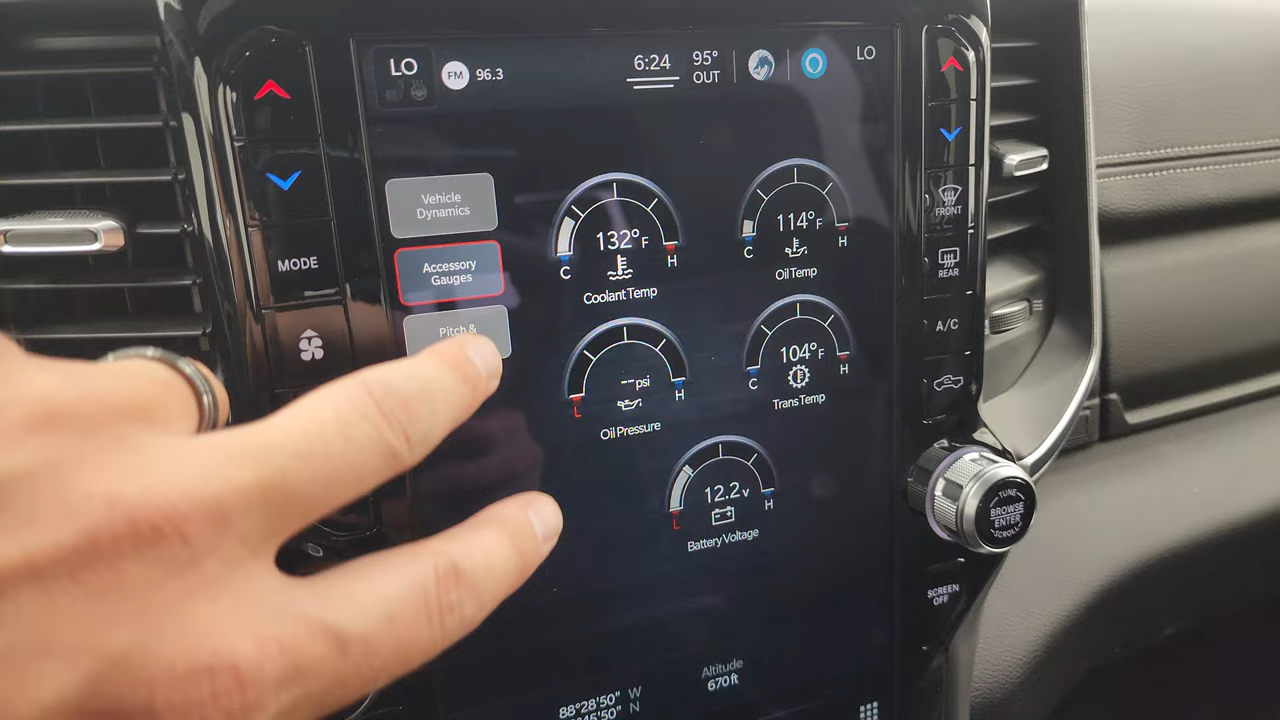 LO
FM 96.3
6:24
95°
OUT
LO
MODE
Vehicle
Dynamics
Accessory
Gauges
Pitch &
132°F
C H
Coolant Temp
114°F
C H
Oil Temp
--psi
L H
Oil Pressure
104°F
C H
Trans Temp
12.2v
L H
Battery Voltage
Altitude
670 ft
88°28'50" W
45'50" N
FRONT
REAR
A/C
TUNE
BROWSE
ENTER
SCROLL
SCREEN
OFF